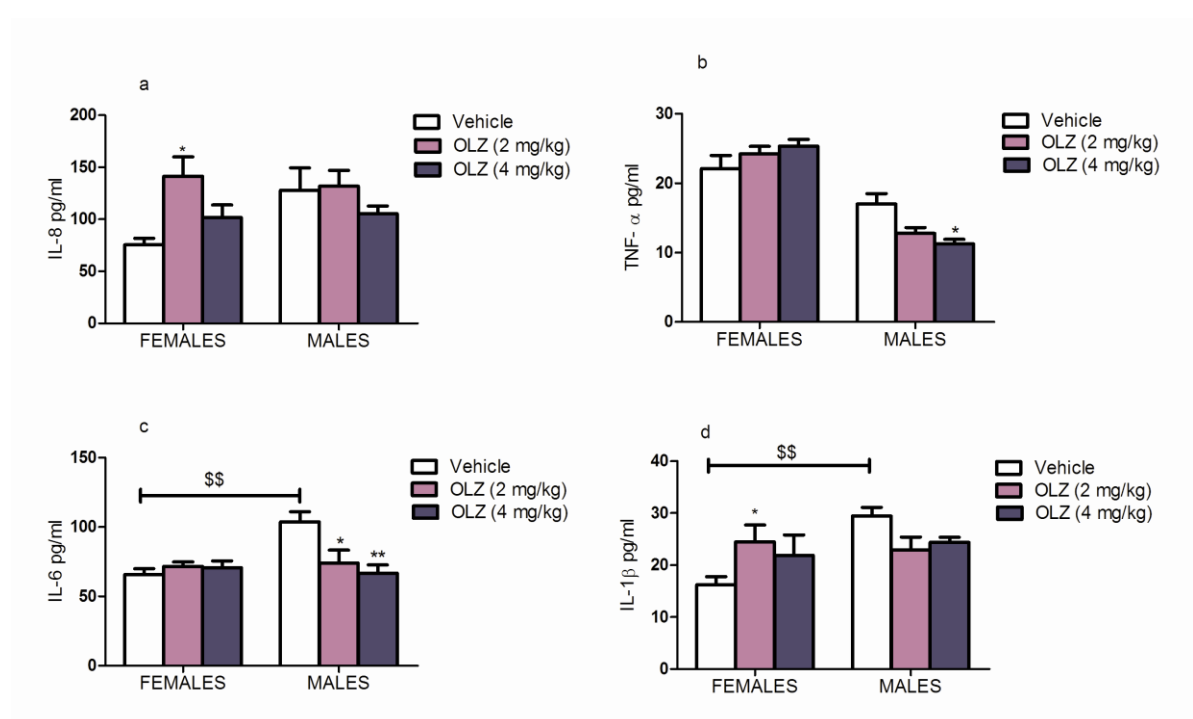 a
200
150
100
50
0
IL-8 pg/ml
*
FEMALES
MALES
Vehicle
OLZ (2 mg/kg)
OLZ (4 mg/kg)
b
30
20
10
0
TNF- α pg/ml
*
FEMALES
MALES
Vehicle
OLZ (2 mg/kg)
OLZ (4 mg/kg)
c
150
100
50
0
IL-6 pg/ml
$$
*
**
FEMALES
MALES
Vehicle
OLZ (2 mg/kg)
OLZ (4 mg/kg)
d
40
30
20
10
0
IL-1β pg/ml
$$
*
FEMALES
MALES
Vehicle
OLZ (2 mg/kg)
OLZ (4 mg/kg)